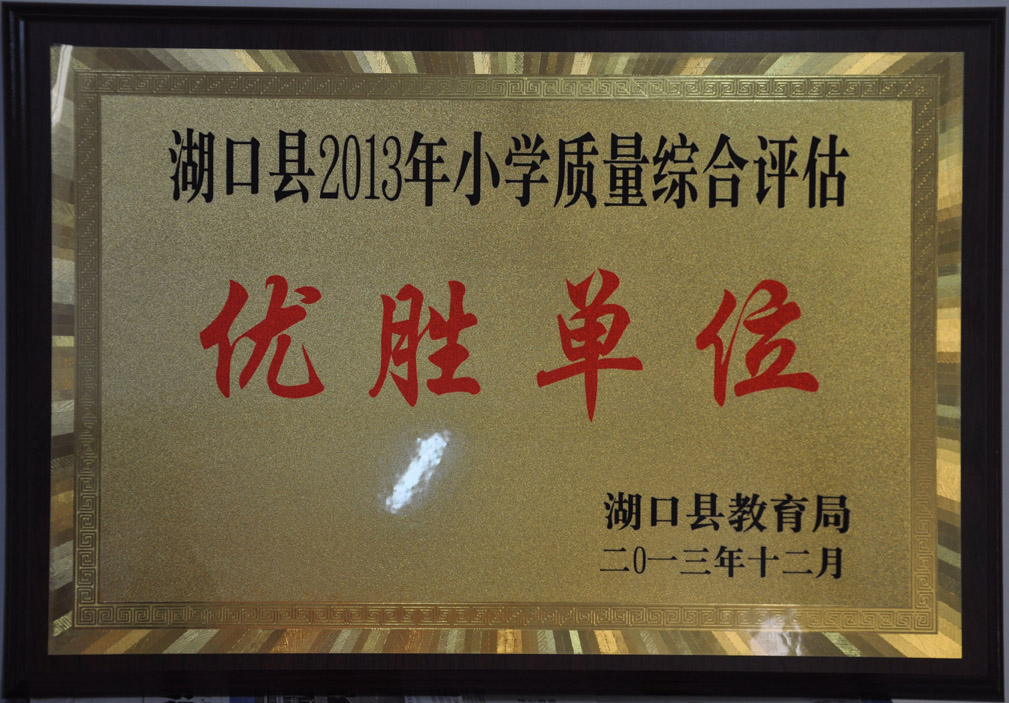 湖口县2013年小学质量综合评估
优胜单位
湖口县教育局
二0一三年十二月